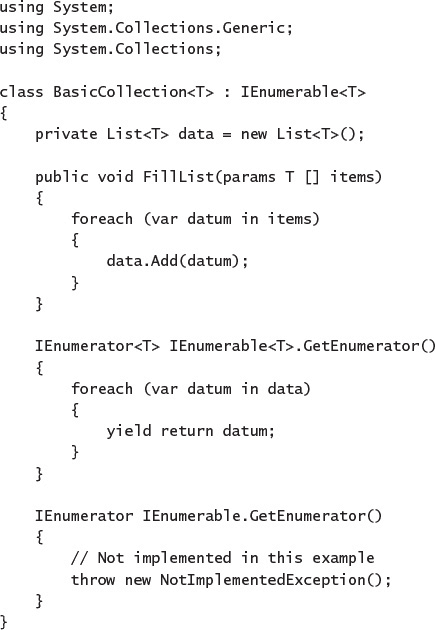 using System;
using System.Collections.Generic;
using System.Collections;

class BasicCollection<T> : IEnumerable<T>
{
    private List<T> data = new List<T>();

    public void FillList(params T [] items)
    {
        foreach (var datum in items)
        {
            data.Add(datum);
        }
    }

    IEnumerator<T> IEnumerable<T>.GetEnumerator()
    {
        foreach (var datum in data)
        {
            yield return datum;
        }
    }

    IEnumerator IEnumerable.GetEnumerator()
    {
        // Not implemented in this example
        throw new NotImplementedException();
    }
}